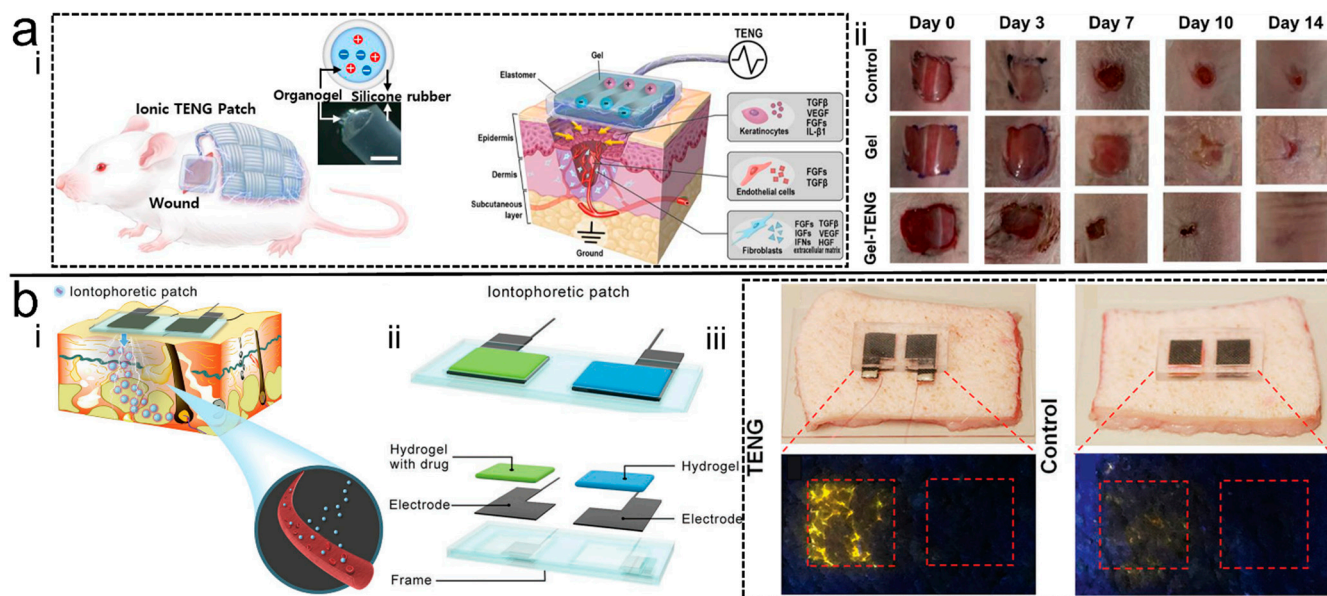 a
i
Ionic TENG Patch
Organogel
Silicone rubber
Wound
TENG
Gel
Elastomer
Epidermis
Dermis
Subcutaneous
layer
Ground
Keratinocytes
TGFβ
VEGF
FGFs
IL-β1
Endothelial cells
FGFs
TGFβ
Fibroblasts
FGFs TGFβ
IGFs VEGF
IFNs HGF
extracellular matrix
ii
Day 0 Day 3 Day 7 Day 10 Day 14
Control
Gel
Gel-TENG
b
i
Iontophoretic patch
ii
Iontophoretic patch
Hydrogel
with drug
Hydrogel
Electrode
Electrode
Frame
iii
TENG
Control